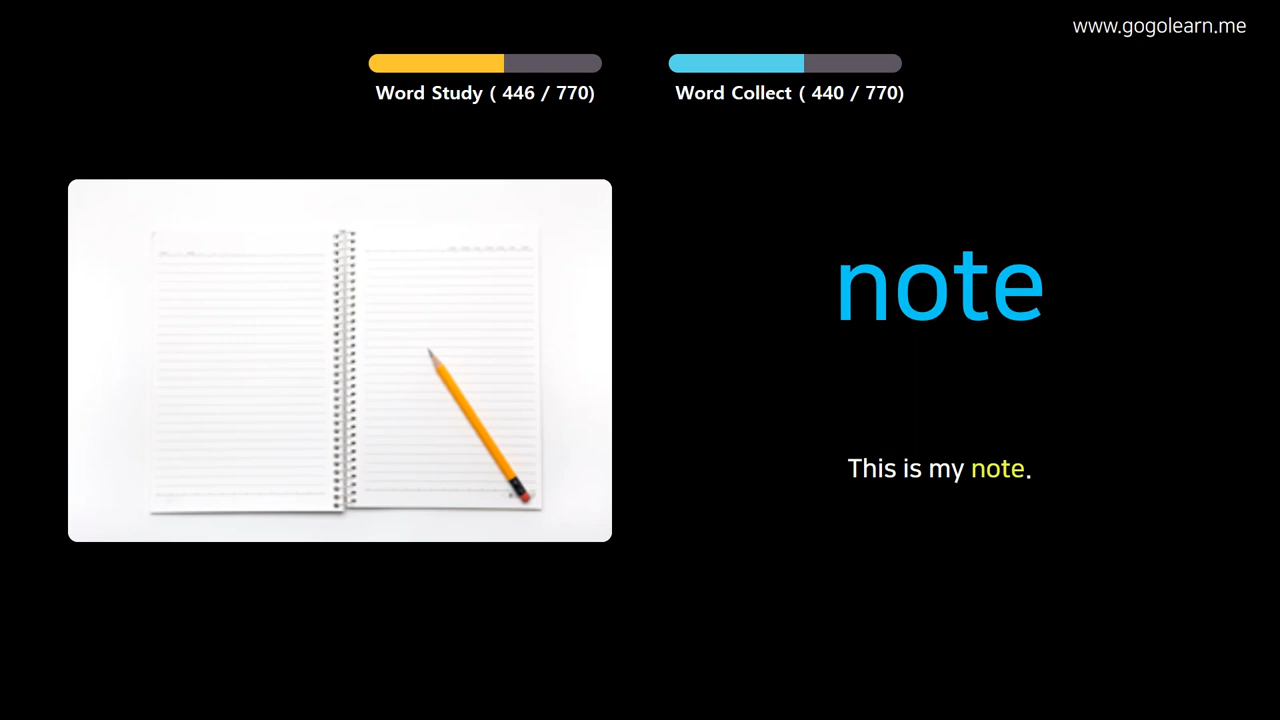 www.gogolearn.me
Word Study ( 446 / 770)
Word Collect ( 440 / 770)
note
This is my note.